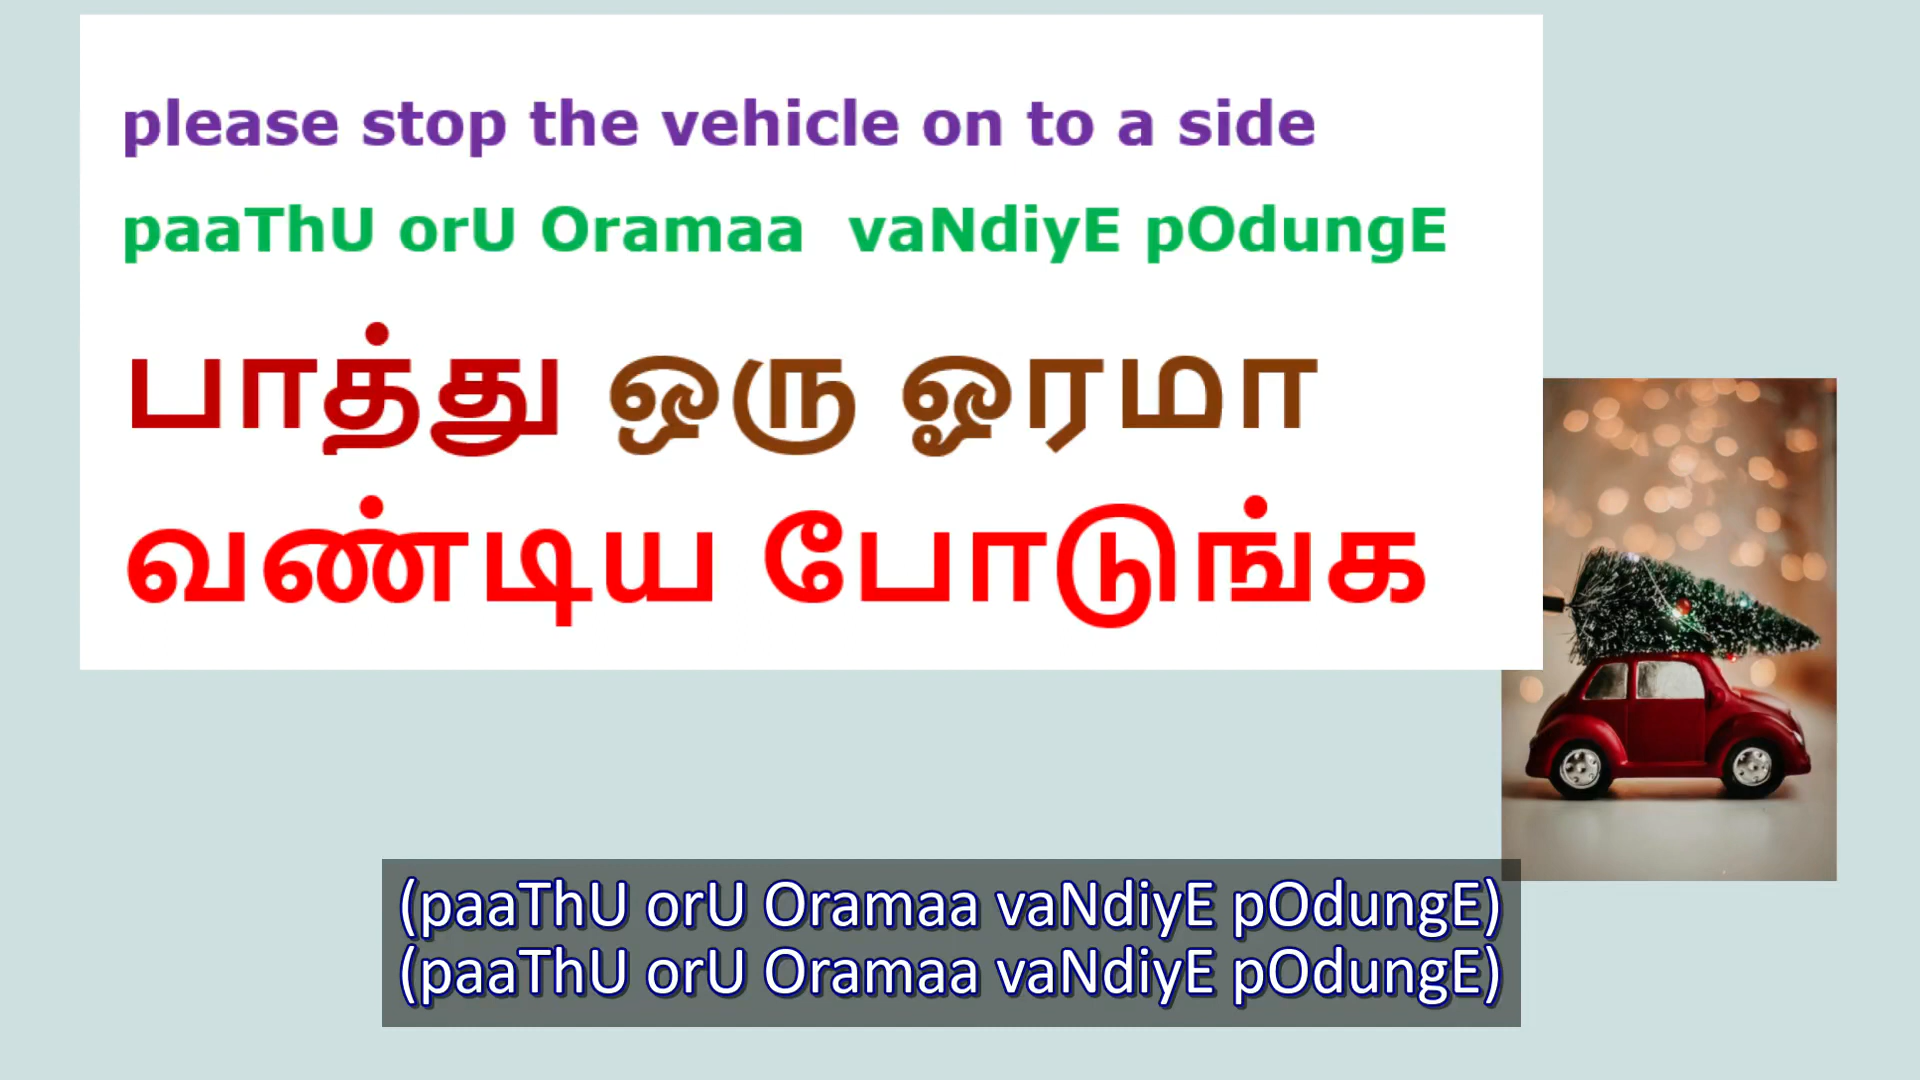 please stop the vehicle on to a side
paaThU orU Oramaa vaNdiyE pOdungE
பாத்து ஒரு ஓரமா
வண்டிய போடுங்க
(paaThU orU Oramaa vaNdiyE pOdungE)
(paaThU orU Oramaa vaNdiyE pOdungE)